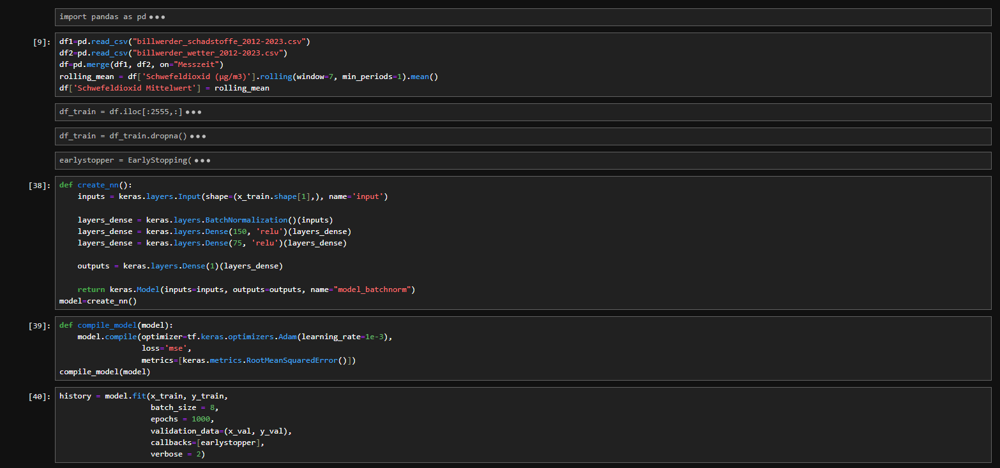 import pandas as pd •••
[9]:
df1=pd.read_csv("billwerder_schadstoffe_2012-2023.csv")
df2=pd.read_csv("billwerder_wetter_2012-2023.csv")
df=pd.merge(df1, df2, on="Messzeit")
rolling_mean = df['Schwefeldioxid (µg/m3)'].rolling(window=7, min_periods=1).mean()
df['Schwefeldioxid Mittelwert'] = rolling_mean
df_train = df.iloc[:2555,:] •••
df_train = df_train.dropna() •••
earlystopper = EarlyStopping( •••
[38]:
def create_nn():
    inputs = keras.layers.Input(shape=(x_train.shape[1],), name='input')
    layers_dense = keras.layers.BatchNormalization()(inputs)
    layers_dense = keras.layers.Dense(150, 'relu')(layers_dense)
    layers_dense = keras.layers.Dense(75, 'relu')(layers_dense)
    outputs = keras.layers.Dense(1)(layers_dense)
    return keras.Model(inputs=inputs, outputs=outputs, name="model_batchnorm")
model=create_nn()
[39]:
def compile_model(model):
    model.compile(optimizer=tf.keras.optimizers.Adam(learning_rate=1e-3),
                  loss='mse',
                  metrics=[keras.metrics.RootMeanSquaredError()])
compile_model(model)
[40]:
history = model.fit(x_train, y_train,
                    batch_size = 8,
                    epochs = 1000,
                    validation_data=(x_val, y_val),
                    callbacks=[earlystopper],
                    verbose = 2)